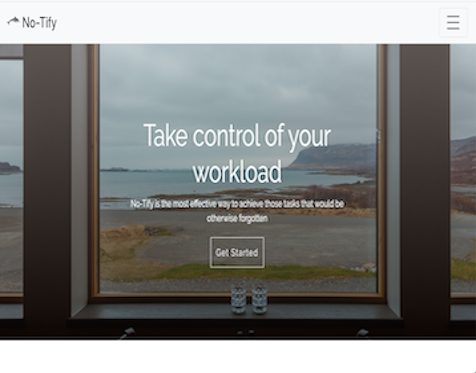 No-Tify
Take control of your
workload
No-Tify is the most effective way to achieve those tasks that would be
otherwise forgotten
Get Started